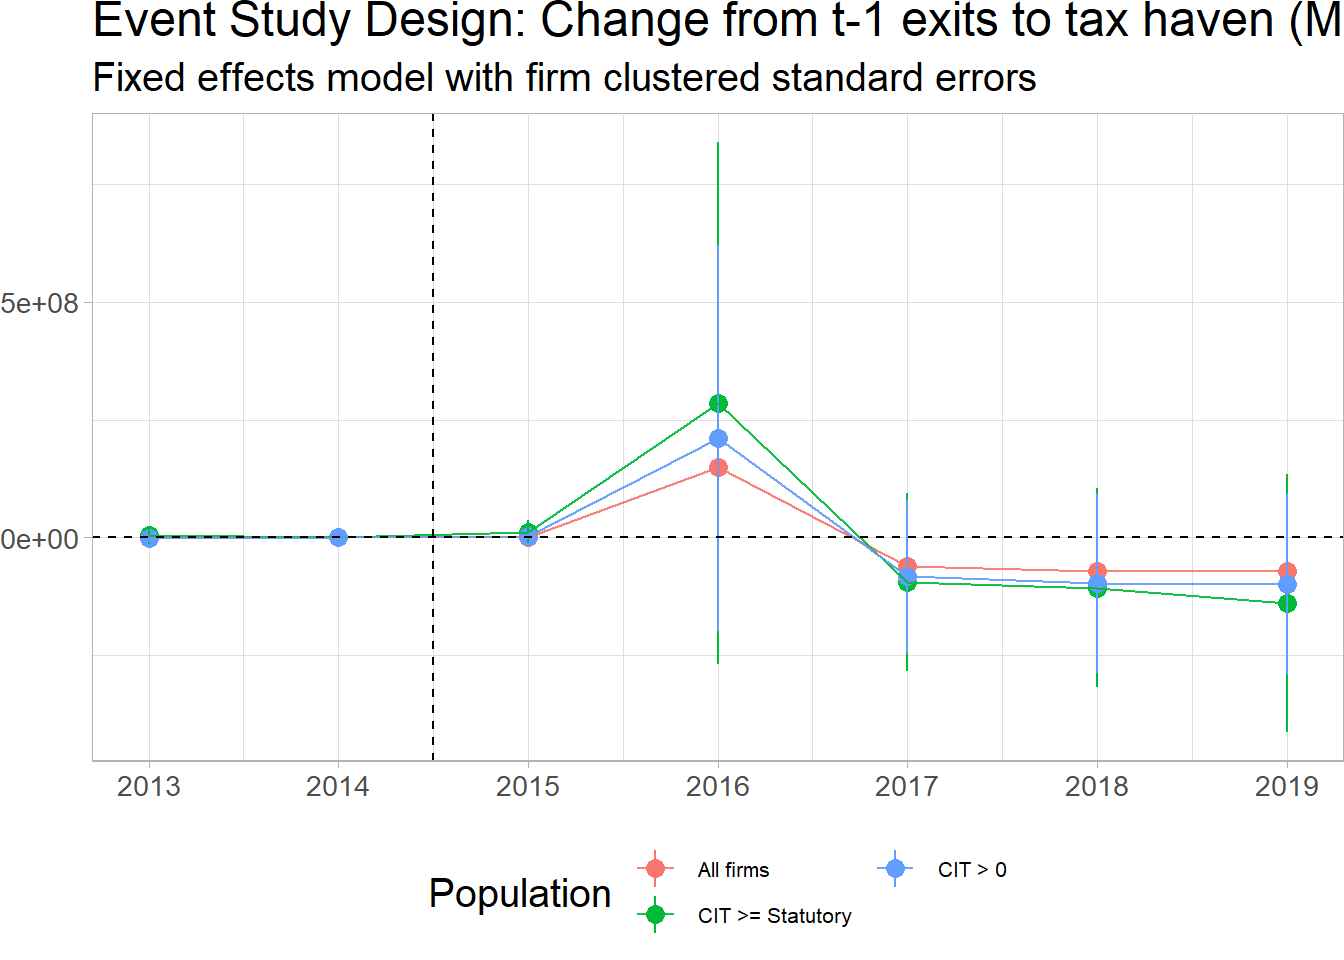 Event Study Design: Change from t-1 exits to tax haven (M
Fixed effects model with firm clustered standard errors
5e+08
0e+00
2013 2014 2015 2016 2017 2018 2019
Population
All firms
CIT > 0
CIT >= Statutory